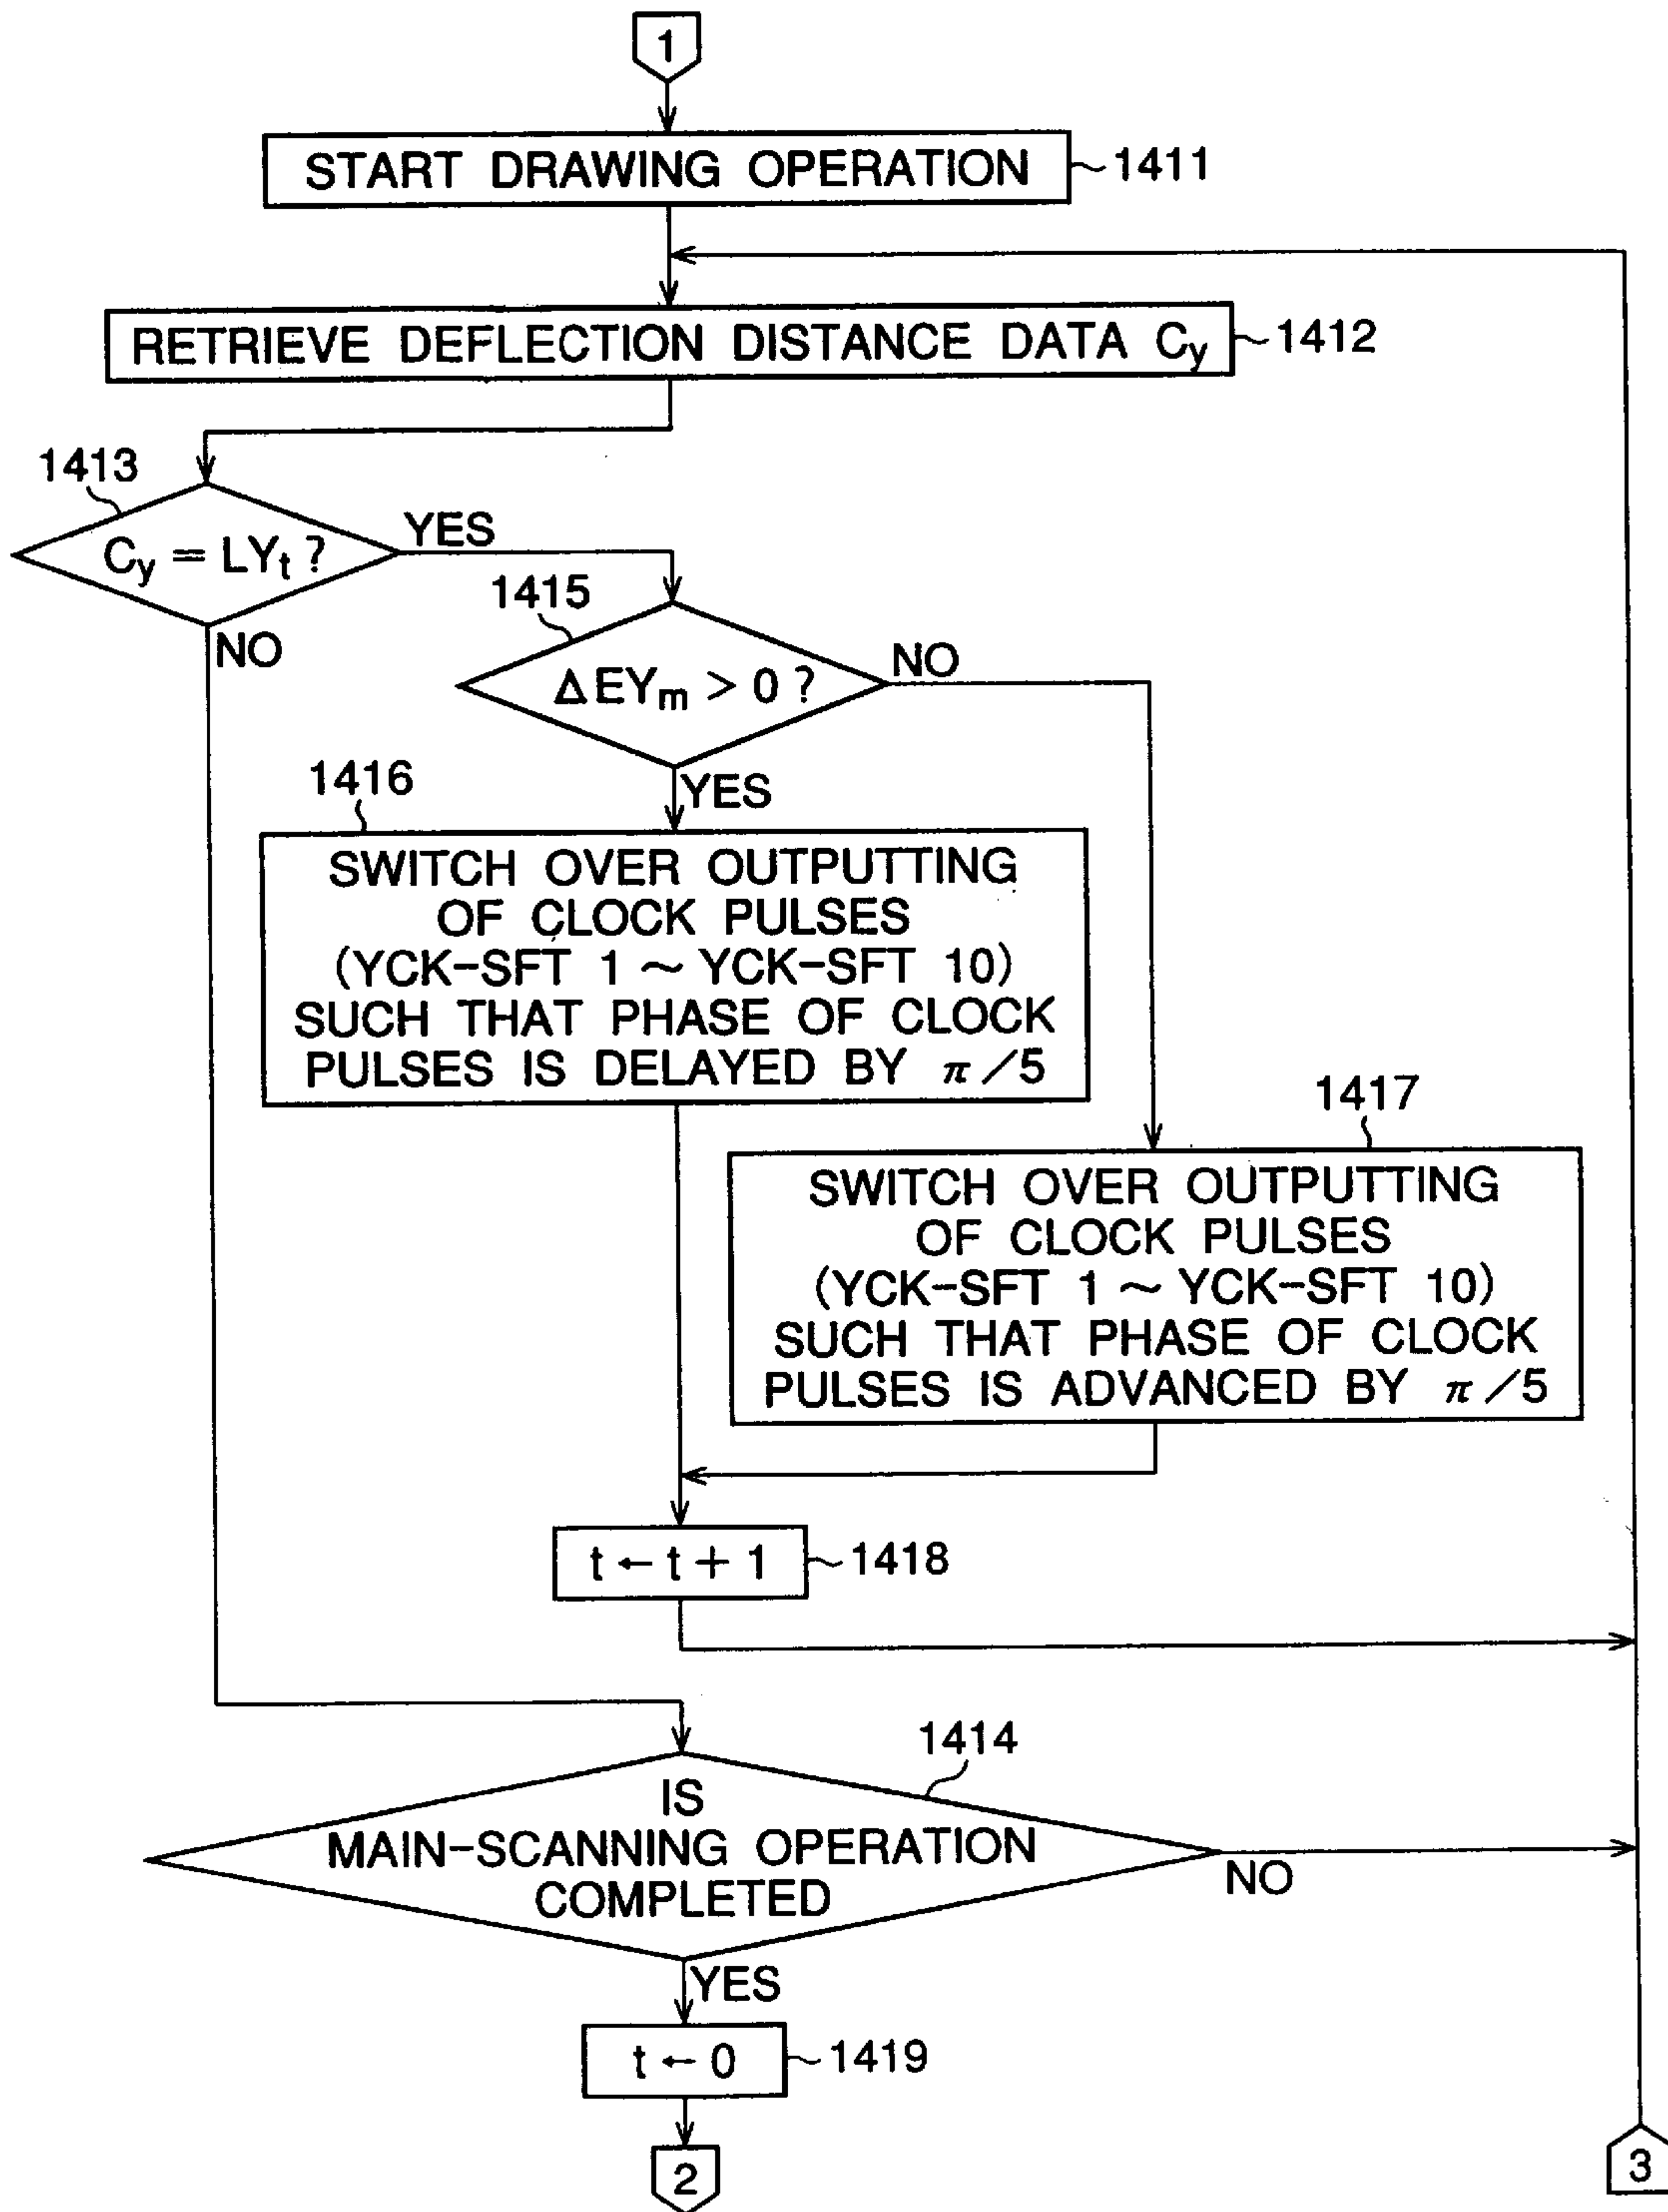 1
START DRAWING OPERATION
1411
RETRIEVE DEFLECTION DISTANCE DATA Cy
1412
1413
Cy = LYt ?
YES
NO
1415
ΔEYm > 0 ?
NO
YES
1416
SWITCH OVER OUTPUTTING
OF CLOCK PULSES
(YCK-SFT 1 ~ YCK-SFT 10)
SUCH THAT PHASE OF CLOCK
PULSES IS DELAYED BY π/5
1417
SWITCH OVER OUTPUTTING
OF CLOCK PULSES
(YCK-SFT 1 ~ YCK-SFT 10)
SUCH THAT PHASE OF CLOCK
PULSES IS ADVANCED BY π/5
t ← t + 1
1418
1414
IS
MAIN-SCANNING OPERATION
COMPLETED
NO
YES
t ← 0
1419
2
3